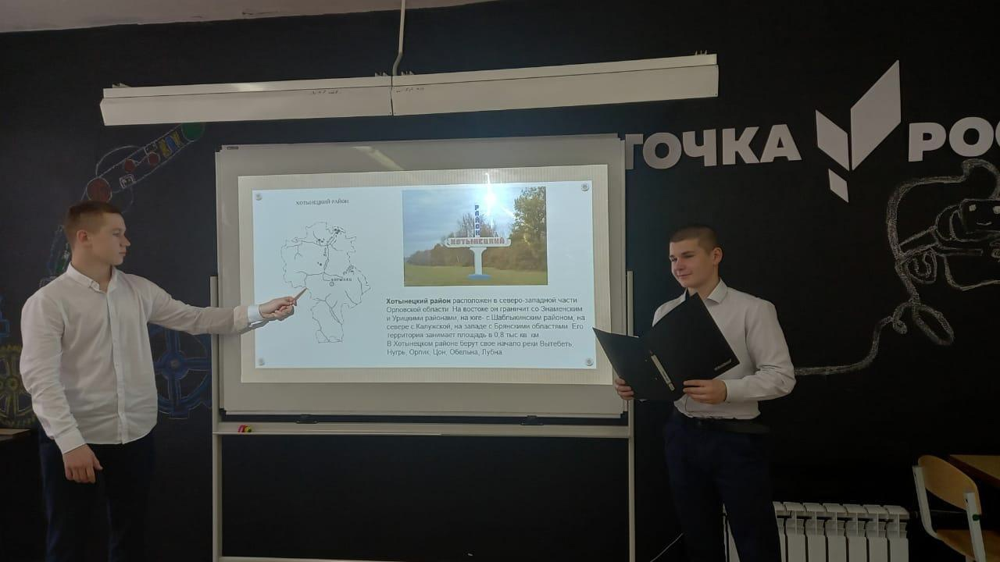 ТОЧКА РОС
ХОТЫНЕЦКИЙ РАЙОН
ХОТЫНЕЦ
РАЙОН
ХОТЫНЕЦКИЙ
Хотынецкий район расположен в северо-западной части
Орловской области. На востоке он граничит со Знаменским
и Урицкими районами, на юге- с Шаблыкинским районом, на
севере с Калужской, на западе с Брянскими областями. Его
территория занимает площадь в 0,8 тыс кв. км
В Хотынецком районе берут свое начало реки Вытебеть,
Нугрь, Орлик, Цон, Обельна, Лубна.